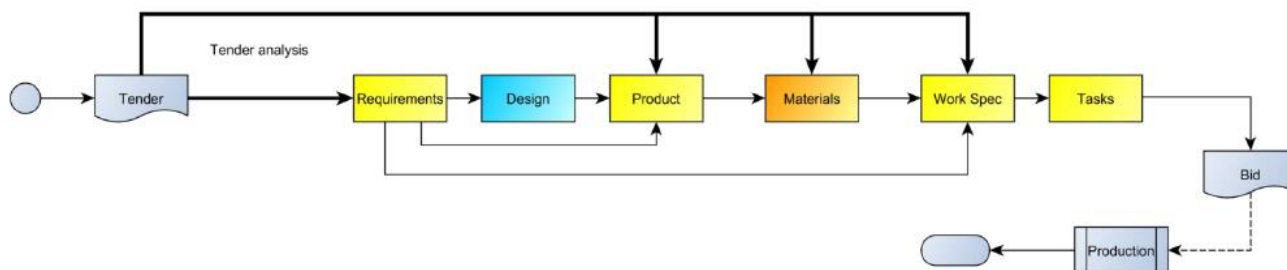 Tender analysis
Tender
Requirements
Design
Product
Materials
Work Spec
Tasks
Bid
Production